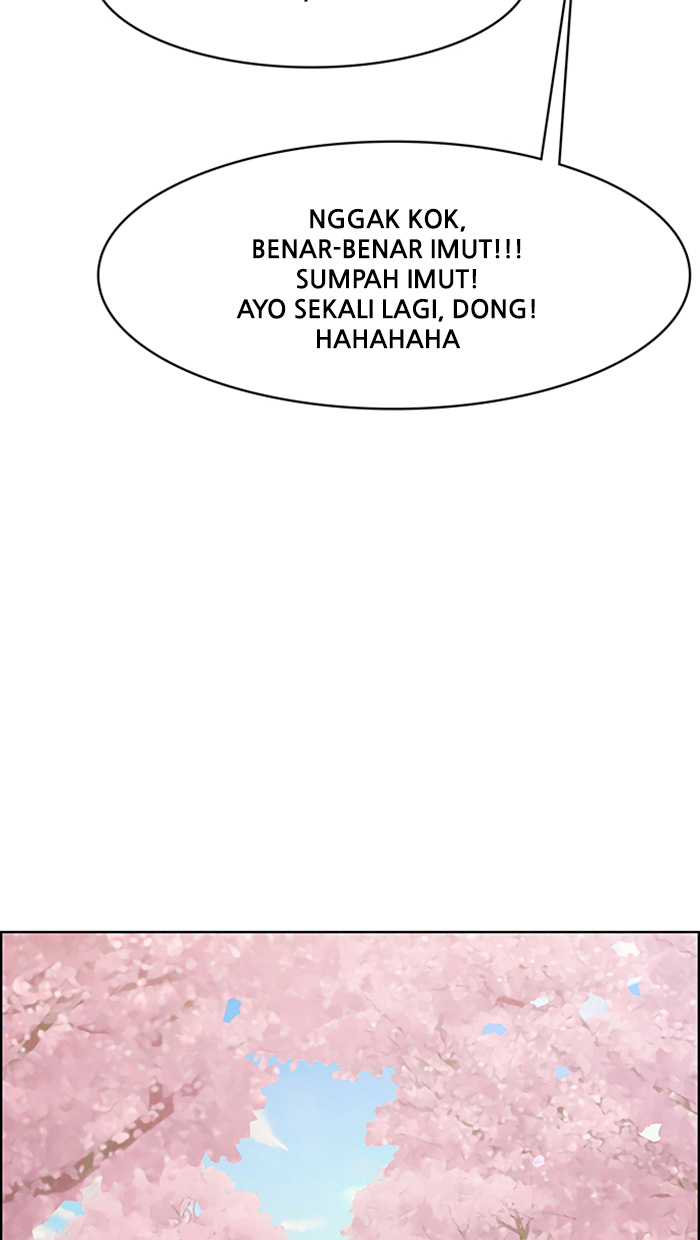 NGGAK KOK,
BENAR-BENAR IMUT!!!
SUMPAH IMUT!
AYO SEKALI LAGI, DONG!
HAHAHAHA